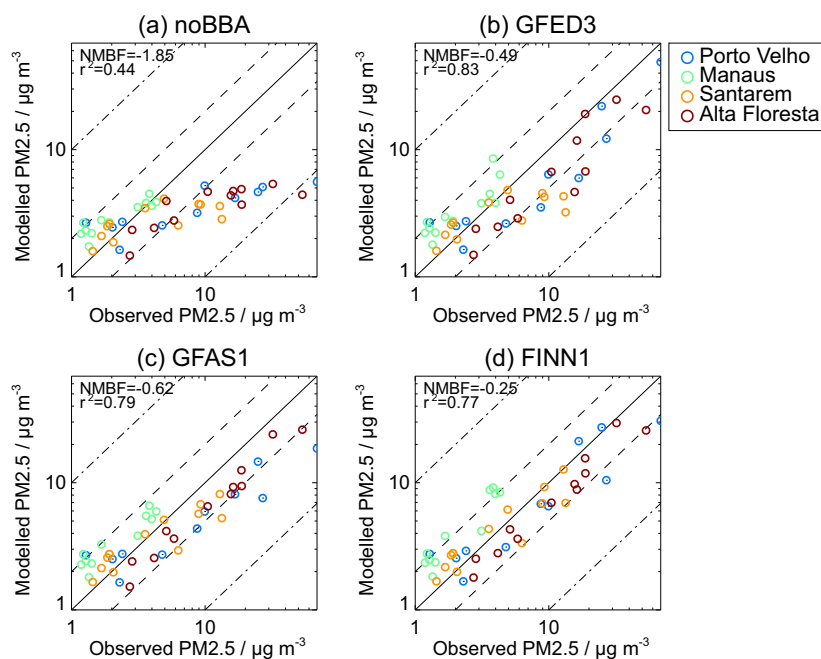 (a) noBBA
NMBF=-1.85
r²=0.44
10
1
1
10
Modelled PM2.5 / μg m⁻³
Observed PM2.5 / μg m⁻³
(b) GFED3
NMBF=-0.49
r²=0.83
10
1
1
10
Modelled PM2.5 / μg m⁻³
Observed PM2.5 / μg m⁻³
Porto Velho
Manaus
Santarem
Alta Floresta
(c) GFAS1
NMBF=-0.62
r²=0.79
10
1
1
10
Modelled PM2.5 / μg m⁻³
Observed PM2.5 / μg m⁻³
(d) FINN1
NMBF=-0.25
r²=0.77
10
1
1
10
Modelled PM2.5 / μg m⁻³
Observed PM2.5 / μg m⁻³